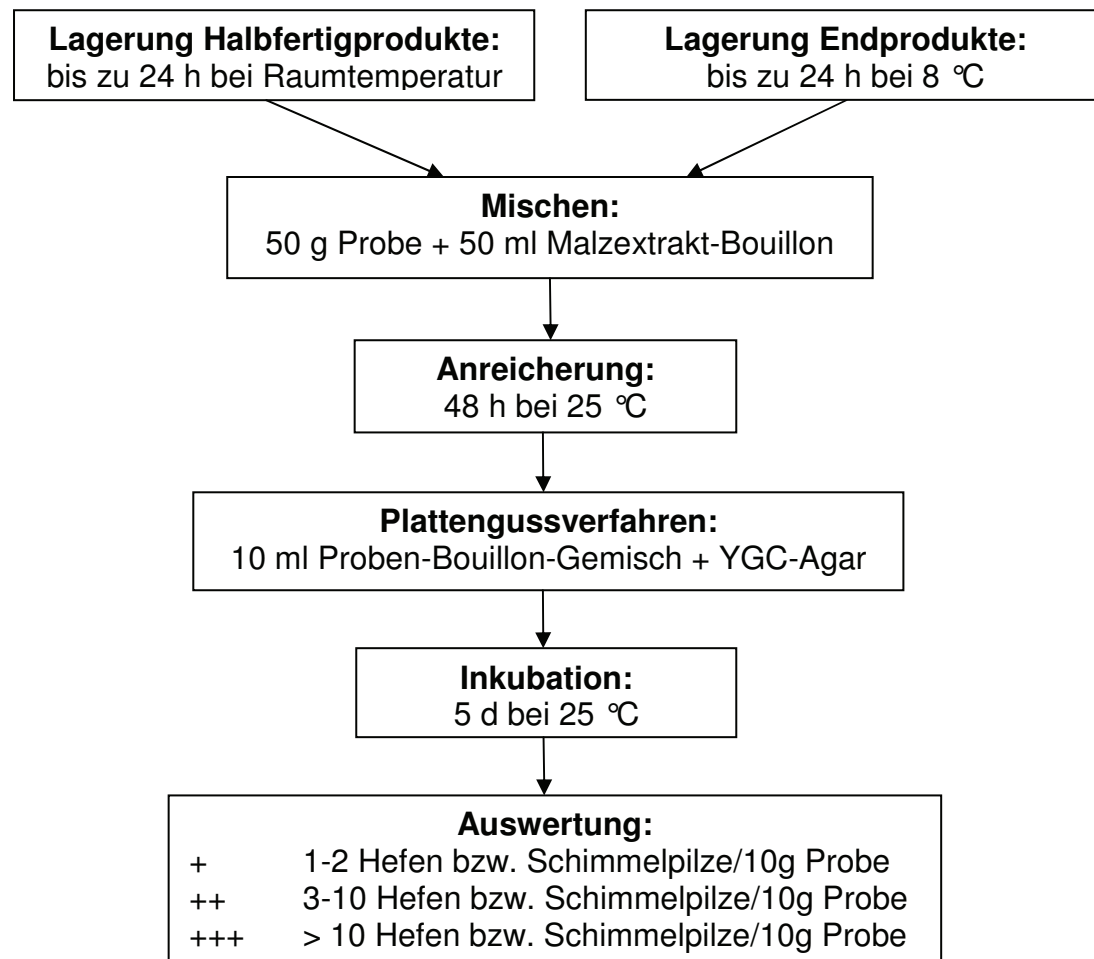 Lagerung Halbfertigprodukte:
bis zu 24 h bei Raumtemperatur
Lagerung Endprodukte:
bis zu 24 h bei 8 °C
Mischen:
50 g Probe + 50 ml Malzextrakt-Bouillon
Anreicherung:
48 h bei 25 °C
Plattengussverfahren:
10 ml Proben-Bouillon-Gemisch + YGC-Agar
Inkubation:
5 d bei 25 °C
Auswertung:
+ 1-2 Hefen bzw. Schimmelpilze/10g Probe
++ 3-10 Hefen bzw. Schimmelpilze/10g Probe
+++ > 10 Hefen bzw. Schimmelpilze/10g Probe